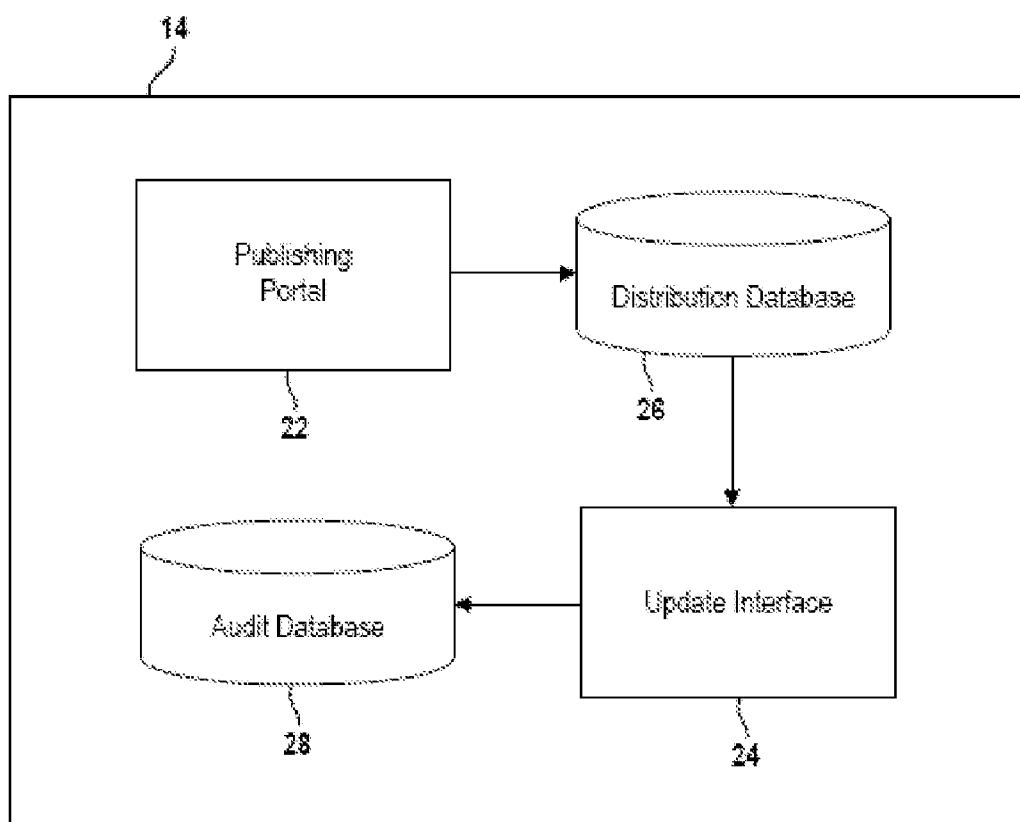 14
Publishing
Portal
Distribution Database
22
26
Audit Database
Update Interface
28
24